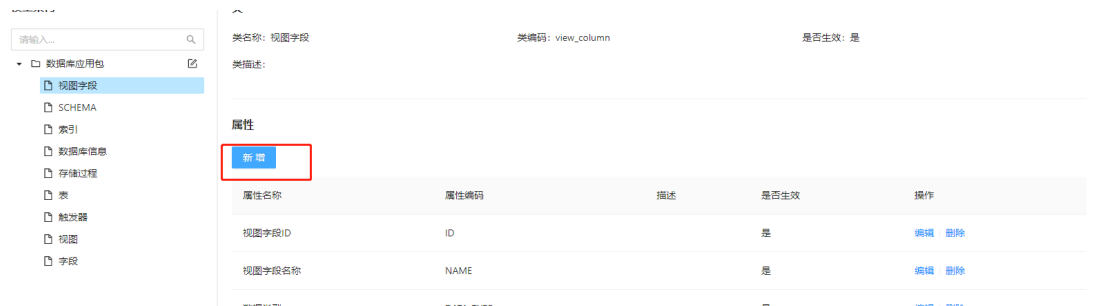 请输入...
数据库应用包
视图字段
SCHEMA
索引
数据库信息
存储过程
表
触发器
视图
字段
类名称：视图字段 类编码：view_column 是否生效：是
类描述：
属性
新增
属性名称 属性编码 描述 是否生效 操作
视图字段ID ID 是 编辑 删除
视图字段名称 NAME 是 编辑 删除